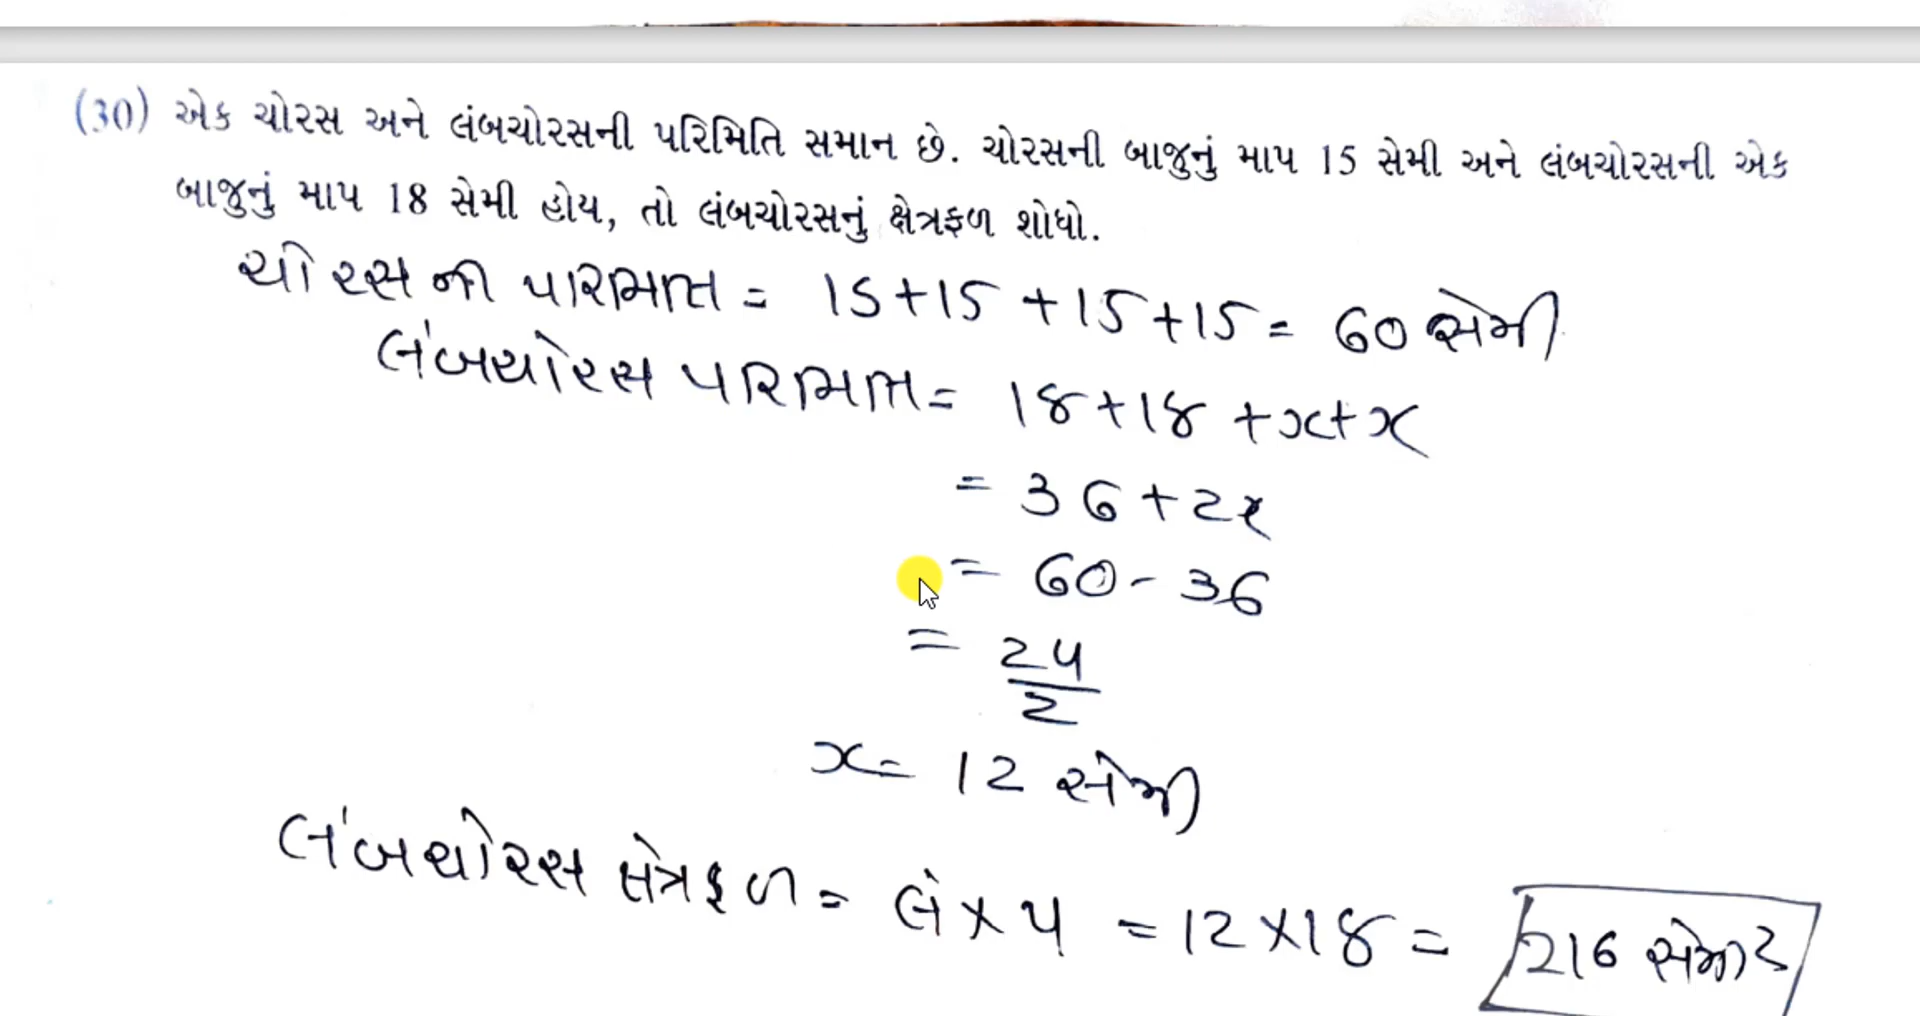 (30) એક ચોરસ અને લંબચોરસની પરિમિતિ સમાન છે. ચોરસની બાજુનું માપ 15 સેમી અને લંબચોરસની એક
બાજુનું માપ 18 સેમી હોય, તો લંબચોરસનું ક્ષેત્રફળ શોધો.
ચોરસની પરિમિતિ = 15+15+15+15 = 60 સેમી
લંબચોરસ પરિમિતિ = 18+18+x+x
= 36+2x
= 60-36
= 24
2
x= 12 સેમી
લંબચોરસ ક્ષેત્રફળ = લં × પ = 12×18 = 216 સેમી²